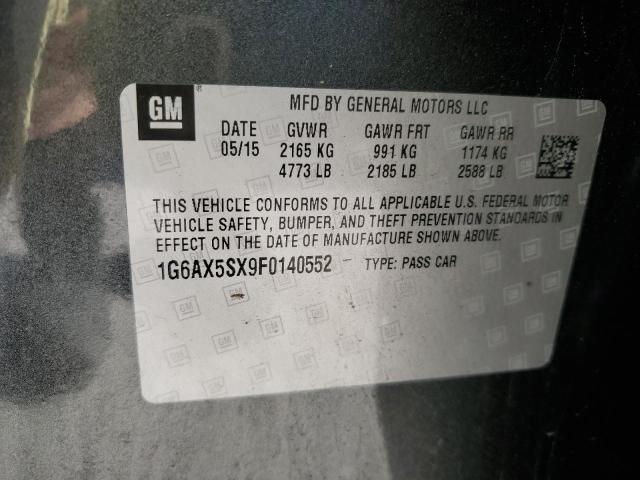 GM
MFD BY GENERAL MOTORS LLC
DATE GVWR GAWR FRT GAWR RR
05/15 2165 KG 991 KG 1174 KG
4773 LB 2185 LB 2588 LB
THIS VEHICLE CONFORMS TO ALL APPLICABLE U.S. FEDERAL MOTOR
VEHICLE SAFETY, BUMPER, AND THEFT PREVENTION STANDARDS IN
EFFECT ON THE DATE OF MANUFACTURE SHOWN ABOVE.
1G6AX5SX9F0140552 TYPE: PASS CAR